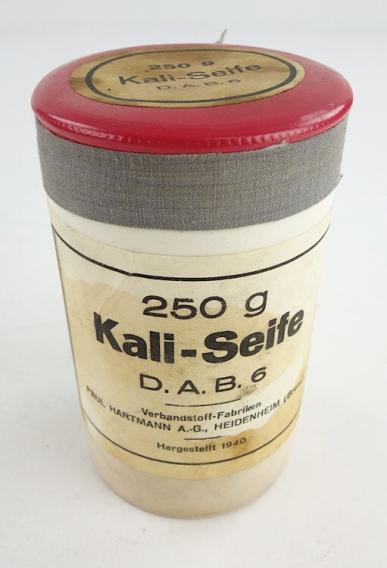 250 g
Kali-Seife
D.A.B.6
250 g
Kali-Seife
D.A.B.6
Verbandstoff-Fabriken
PAUL HARTMANN A.-G., HEIDENHEIM
Hergestellt 1940